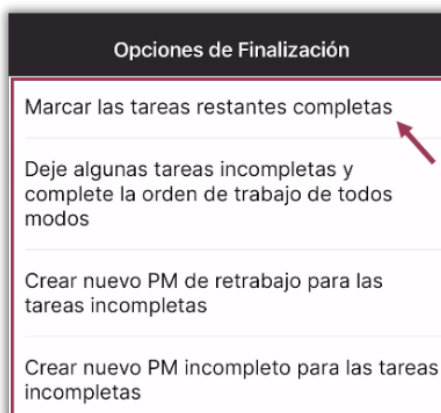 Opciones de Finalización
Marcar las tareas restantes completas
Deje algunas tareas incompletas y
complete la orden de trabajo de todos
modos
Crear nuevo PM de retrabajo para las
tareas incompletas
Crear nuevo PM incompleto para las tareas
incompletas